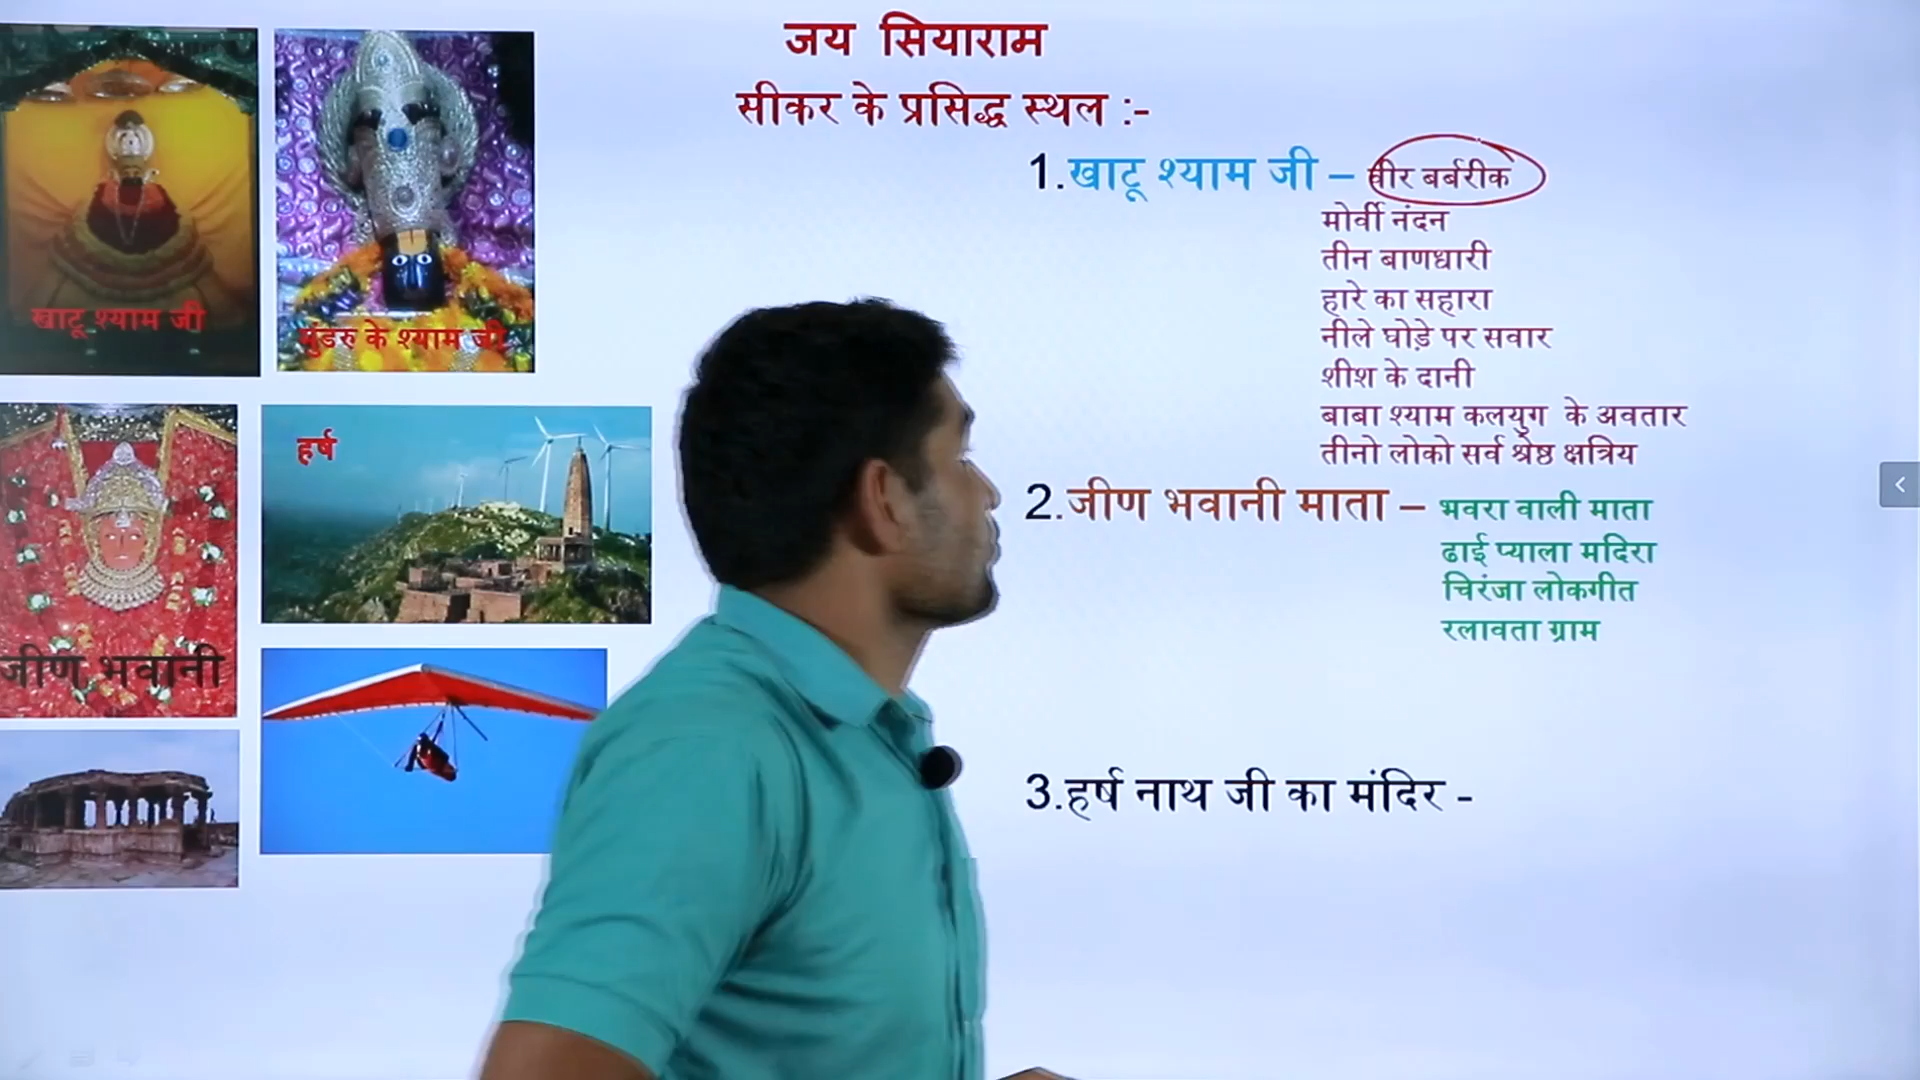 जय सियाराम
सीकर के प्रसिद्ध स्थल :-
1.खाटू श्याम जी – वीर बर्बरीक
मोर्वी नंदन
तीन बाणधारी
हारे का सहारा
नीले घोड़े पर सवार
शीश के दानी
बाबा श्याम कलयुग के अवतार
तीनो लोको सर्व श्रेष्ठ क्षत्रिय
2.जीण भवानी माता – भवरा वाली माता
ढाई प्याला मदिरा
चिरंजा लोकगीत
रलावता ग्राम
3.हर्ष नाथ जी का मंदिर -
खाटू श्याम जी
मुंडरु के श्याम जी
हर्ष
जीण भवानी